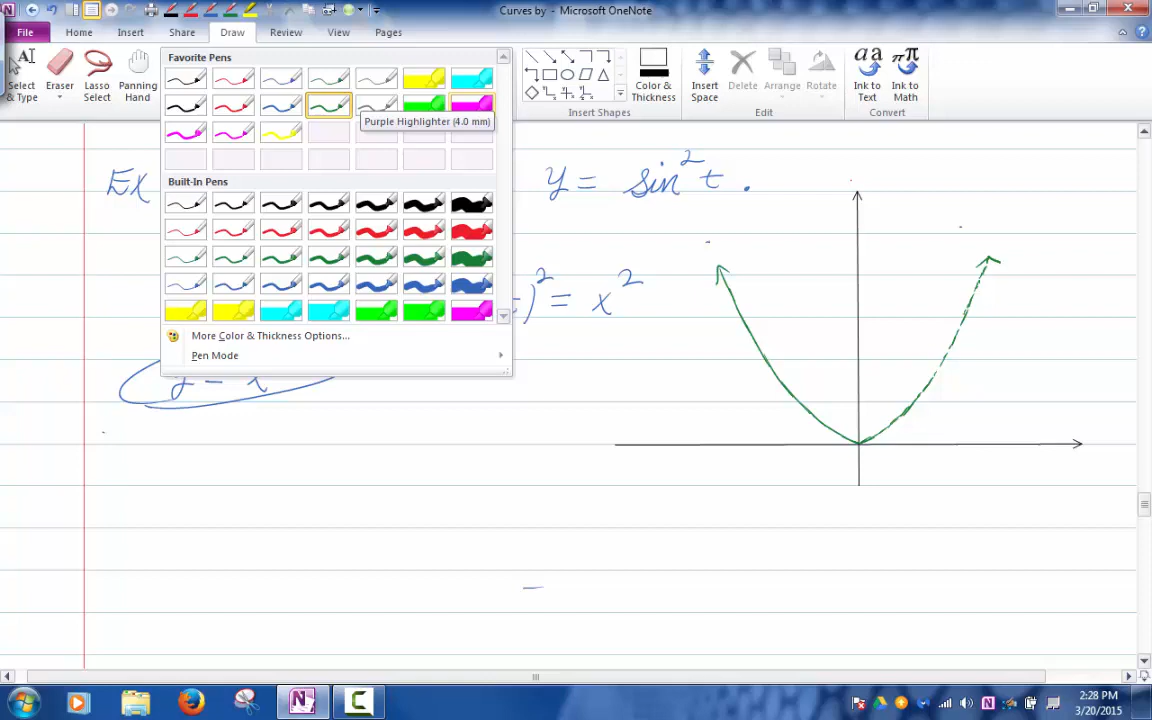 Curves by - Microsoft OneNote
File Home Insert Share Draw Review View Pages
Select & Type
Eraser
Lasso Select
Panning Hand
Favorite Pens
Purple Highlighter (4.0 mm)
Built-In Pens
More Color & Thickness Options...
Pen Mode
Color & Thickness
Insert Shapes
Insert Space
Delete
Arrange
Rotate
Edit
Ink to Text
Ink to Math
Convert
Ex y = sin² t .
)² = x²
y = x
2:28 PM
3/20/2015